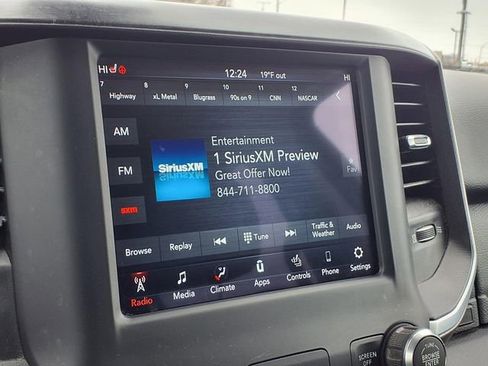 HI 12:24 19°F out HI
7 8 9 10 11 12
Highway xL Metal Blugrass 90s on 9 CNN NASCAR
AM
Entertainment
SiriusXM 1 SiriusXM Preview
Great Offer Now! Fav
FM
844-711-8800
sxm
Browse Replay Tune Traffic & Weather Audio
Radio Media Climate Apps Controls Phone Settings
SCREEN OFF
TUNE
BROWSE
ENTER